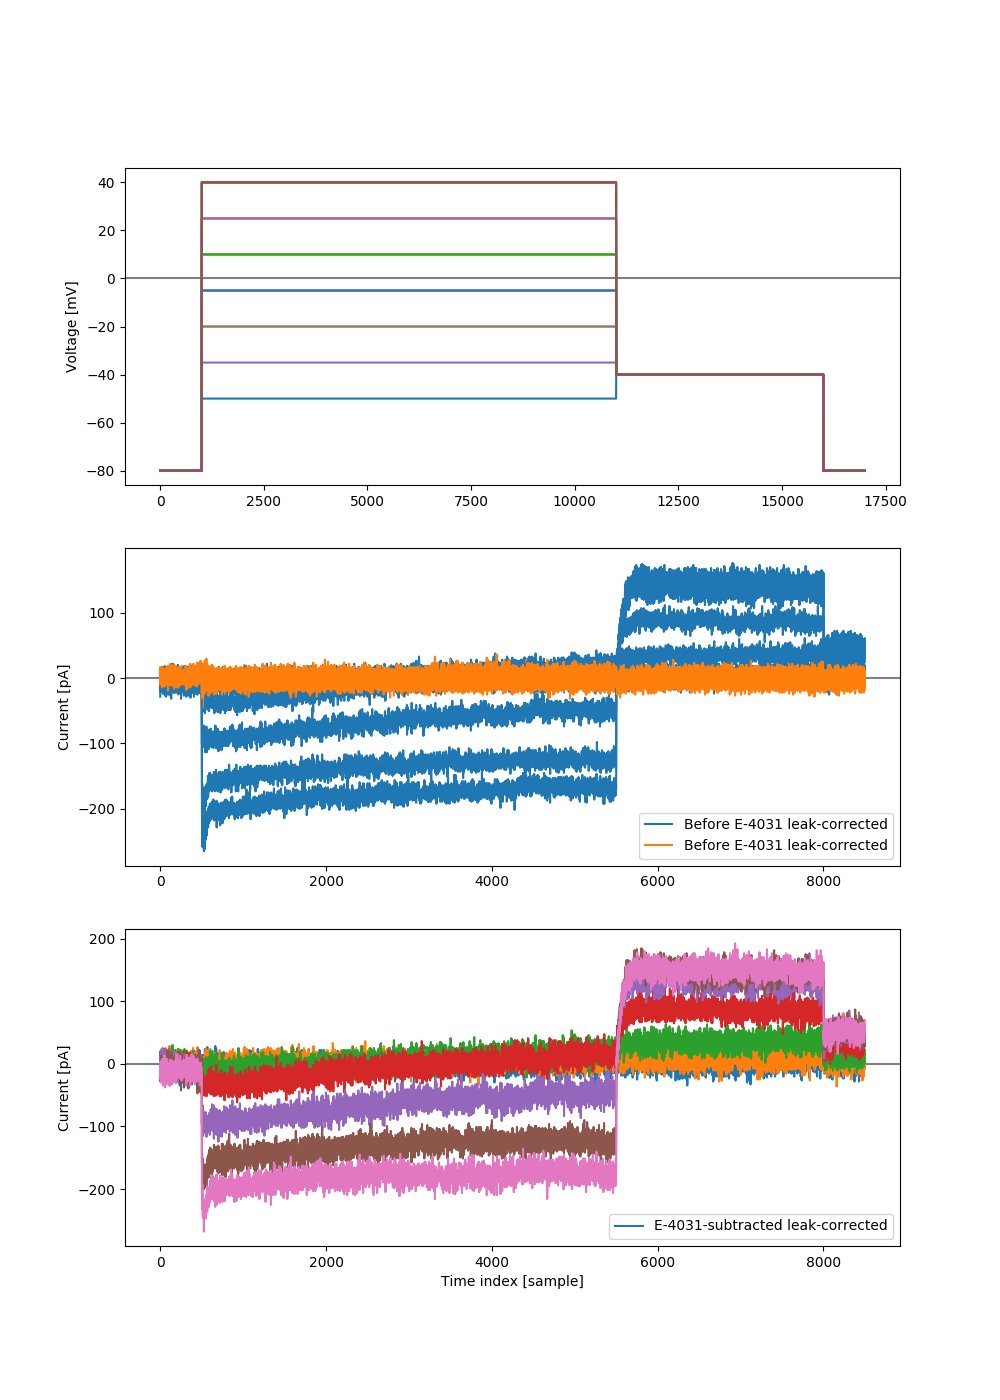 40
20
0
−20
−40
−60
−80
Voltage [mV]
0 2500 5000 7500 10000 12500 15000 17500
100
0
−100
−200
Current [pA]
Before E-4031 leak-corrected
Before E-4031 leak-corrected
0 2000 4000 6000 8000
200
100
0
−100
−200
Current [pA]
E-4031-subtracted leak-corrected
0 2000 4000 6000 8000
Time index [sample]